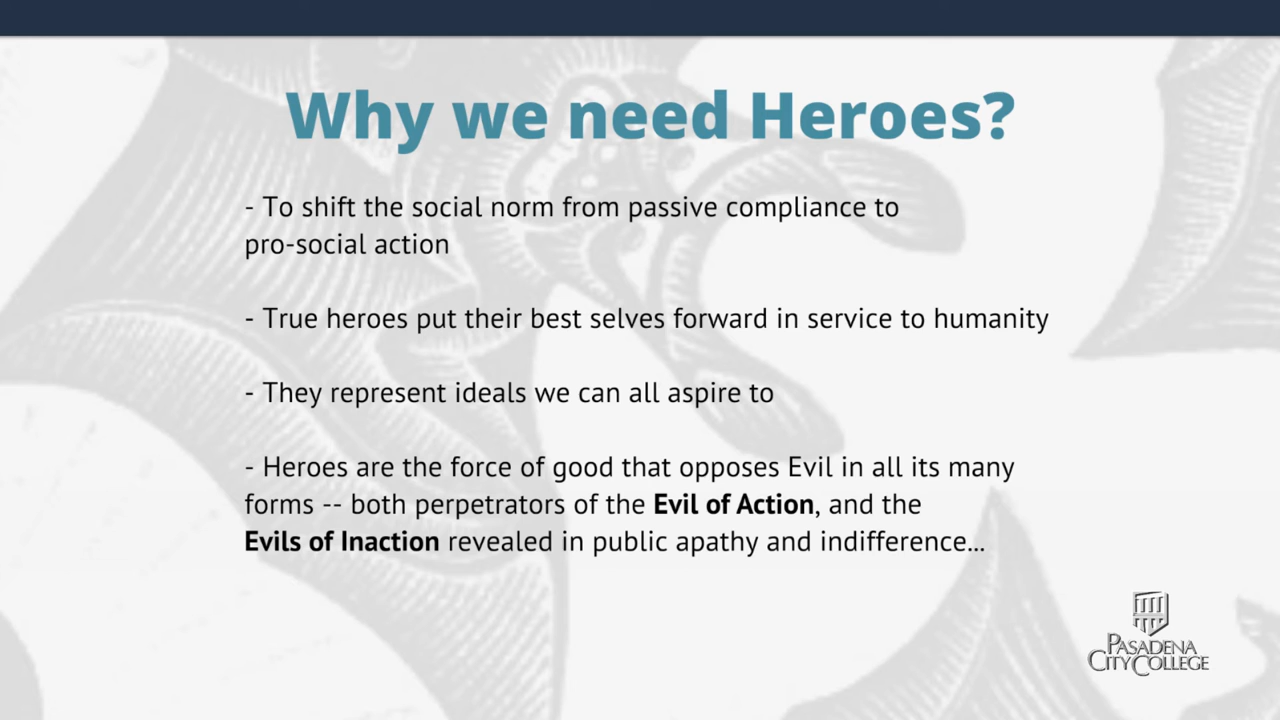 Why we need Heroes?
- To shift the social norm from passive compliance to
pro-social action
- True heroes put their best selves forward in service to humanity
- They represent ideals we can all aspire to
- Heroes are the force of good that opposes Evil in all its many
forms -- both perpetrators of the Evil of Action, and the
Evils of Inaction revealed in public apathy and indifference...
PASADENA
CITY COLLEGE